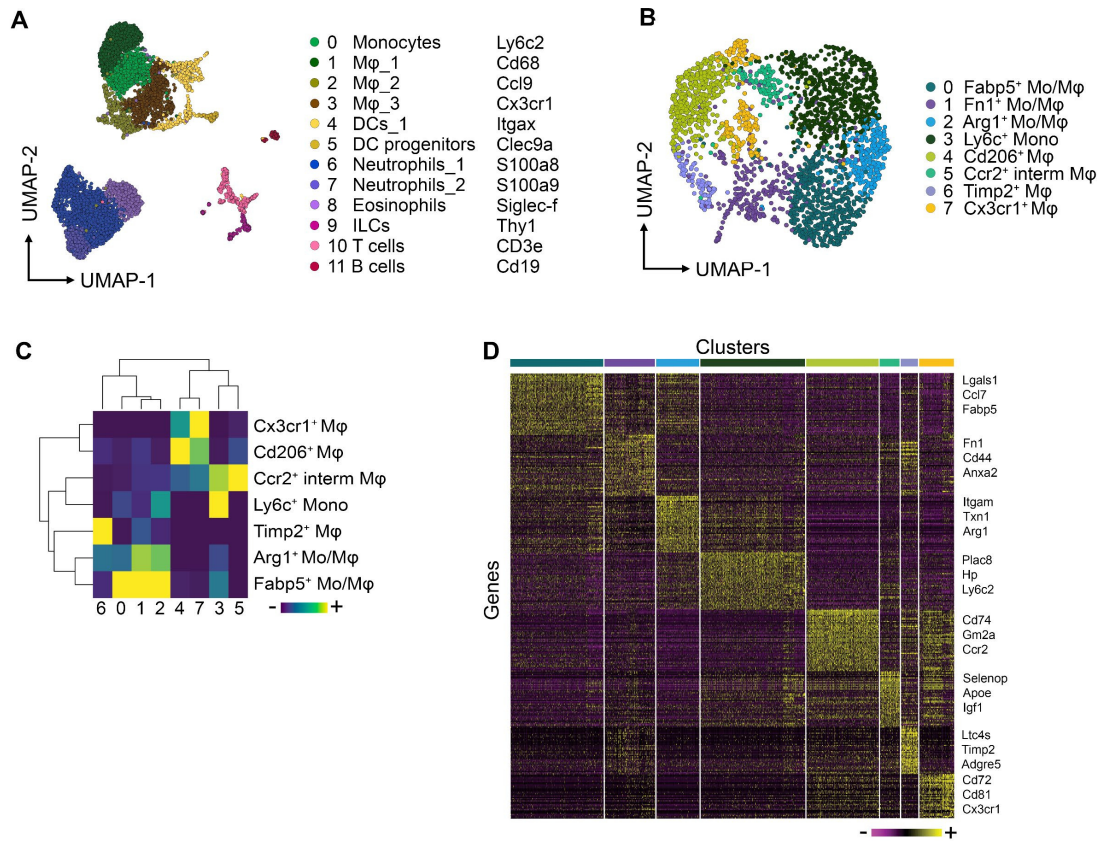 A
0 Monocytes Ly6c2
1 Mφ_1 Cd68
2 Mφ_2 Ccl9
3 Mφ_3 Cx3cr1
4 DCs_1 Itgax
5 DC progenitors Clec9a
6 Neutrophils_1 S100a8
7 Neutrophils_2 S100a9
8 Eosinophils Siglec-f
9 ILCs Thy1
10 T cells CD3e
11 B cells Cd19
UMAP-2
UMAP-1
B
0 Fabp5⁺ Mo/Mφ
1 Fn1⁺ Mo/Mφ
2 Arg1⁺ Mo/Mφ
3 Ly6c⁺ Mono
4 Cd206⁺ Mφ
5 Ccr2⁺ interm Mφ
6 Timp2⁺ Mφ
7 Cx3cr1⁺ Mφ
UMAP-2
UMAP-1
C
Cx3cr1⁺ Mφ
Cd206⁺ Mφ
Ccr2⁺ interm Mφ
Ly6c⁺ Mono
Timp2⁺ Mφ
Arg1⁺ Mo/Mφ
Fabp5⁺ Mo/Mφ
6 0 1 2 4 7 3 5
- +
D
Clusters
Genes
Lgals1
Ccl7
Fabp5
Fn1
Cd44
Anxa2
Itgam
Txn1
Arg1
Plac8
Hp
Ly6c2
Cd74
Gm2a
Ccr2
Selenop
Apoe
Igf1
Ltc4s
Timp2
Adgre5
Cd72
Cd81
Cx3cr1
- +